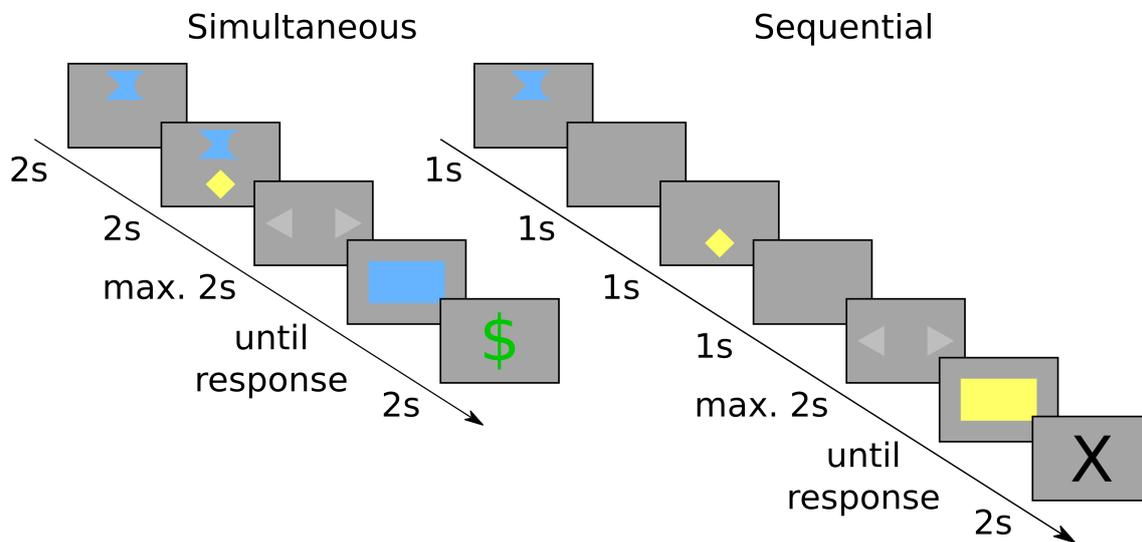 Simultaneous
2s
2s
max. 2s
until
response
2s
$
Sequential
1s
1s
1s
1s
max. 2s
until
response
2s
X